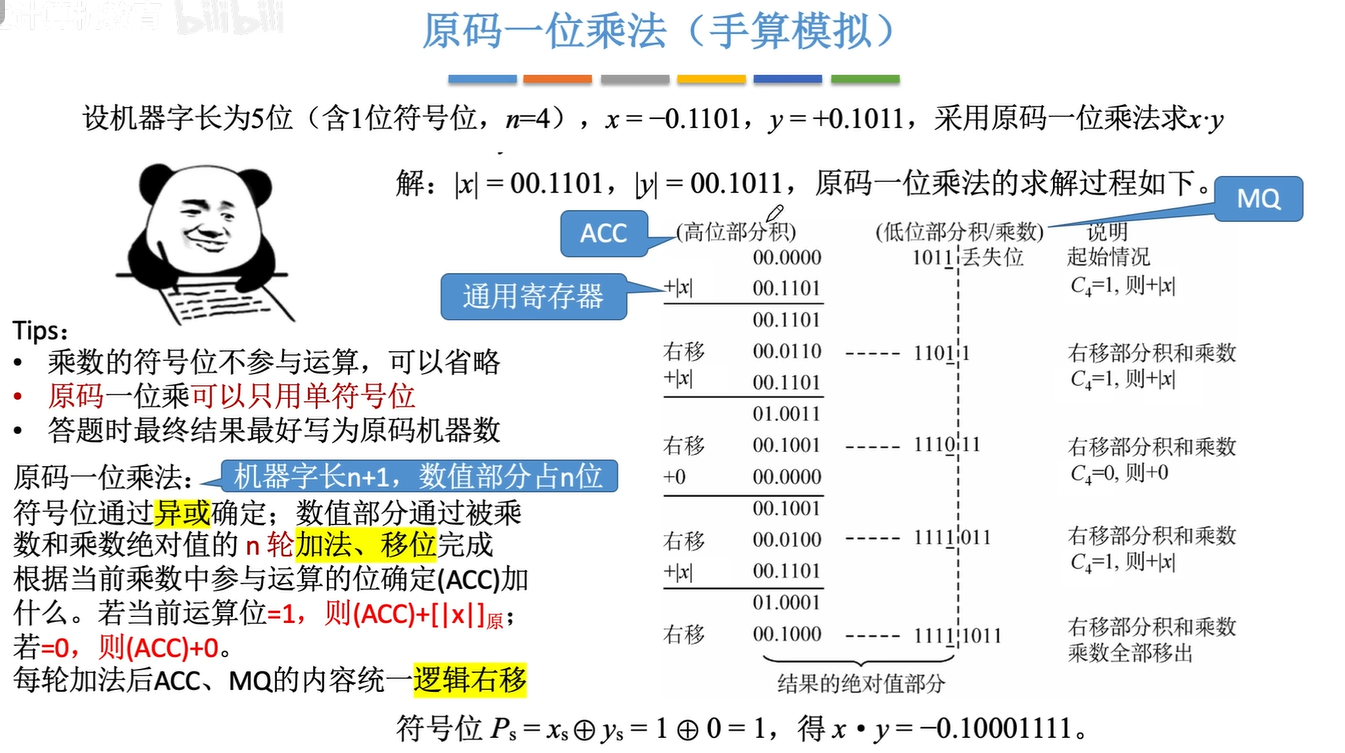 计算机教育 bilibili
原码一位乘法（手算模拟）
设机器字长为5位（含1位符号位，n=4），x = −0.1101，y = +0.1011，采用原码一位乘法求x·y
解：|x| = 00.1101，|y| = 00.1011，原码一位乘法的求解过程如下。
MQ
ACC
(高位部分积) (低位部分积/乘数) 说明
00.0000 1011 丢失位 起始情况
通用寄存器
+|x| 00.1101 C₄=1, 则+|x|
00.1101
右移 00.0110 ----- 1101 1 右移部分积和乘数
+|x| 00.1101 C₄=1, 则+|x|
01.0011
右移 00.1001 ----- 1110 11 右移部分积和乘数
+0 00.0000 C₄=0, 则+0
00.1001
右移 00.0100 ----- 1111 011 右移部分积和乘数
+|x| 00.1101 C₄=1, 则+|x|
01.0001
右移 00.1000 ----- 1111 1011 右移部分积和乘数
乘数全部移出
结果的绝对值部分
Tips：
• 乘数的符号位不参与运算，可以省略
• 原码一位乘可以只用单符号位
• 答题时最终结果最好写为原码机器数
原码一位乘法：
机器字长n+1，数值部分占n位
符号位通过异或确定；数值部分通过被乘
数和乘数绝对值的 n 轮加法、移位完成
根据当前乘数中参与运算的位确定(ACC)加
什么。若当前运算位=1，则(ACC)+[|x|]原；
若=0，则(ACC)+0。
每轮加法后ACC、MQ的内容统一逻辑右移
符号位 Pₛ = xₛ ⊕ yₛ = 1 ⊕ 0 = 1，得 x • y = −0.10001111。